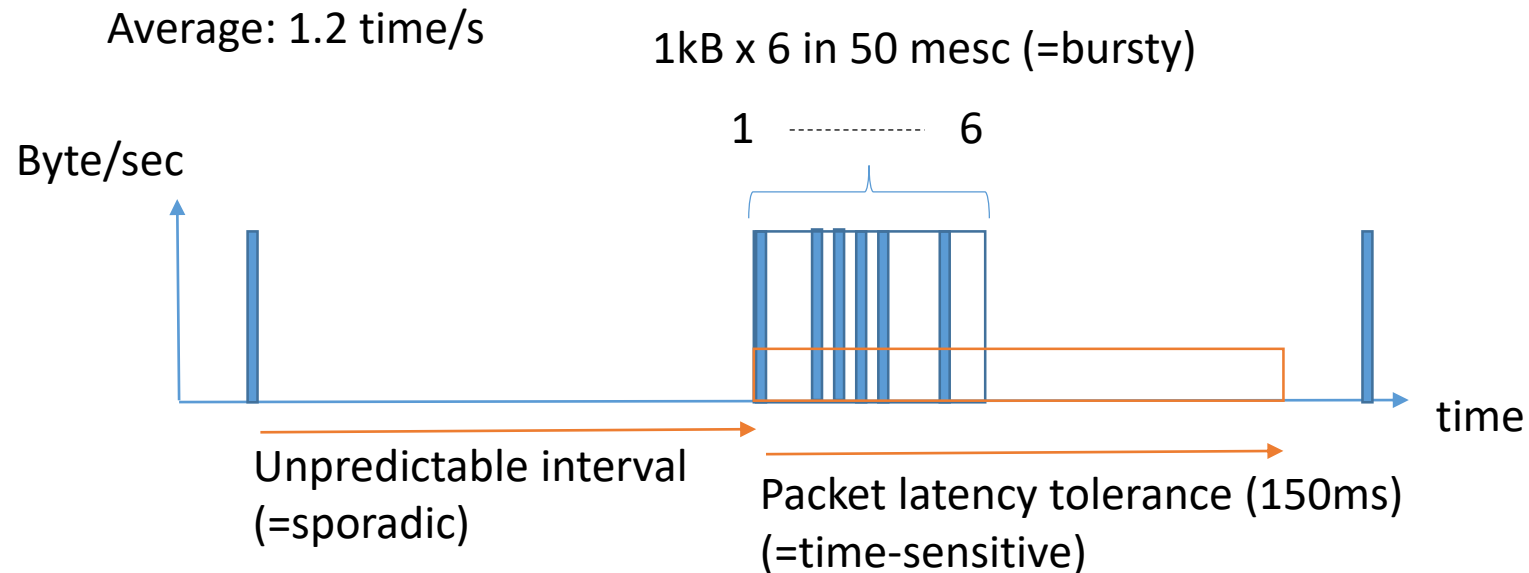 Average: 1.2 time/s
1kB x 6 in 50 mesc (=bursty)
1 6
Byte/sec
time
Unpredictable interval
(=sporadic)
Packet latency tolerance (150ms)
(=time-sensitive)